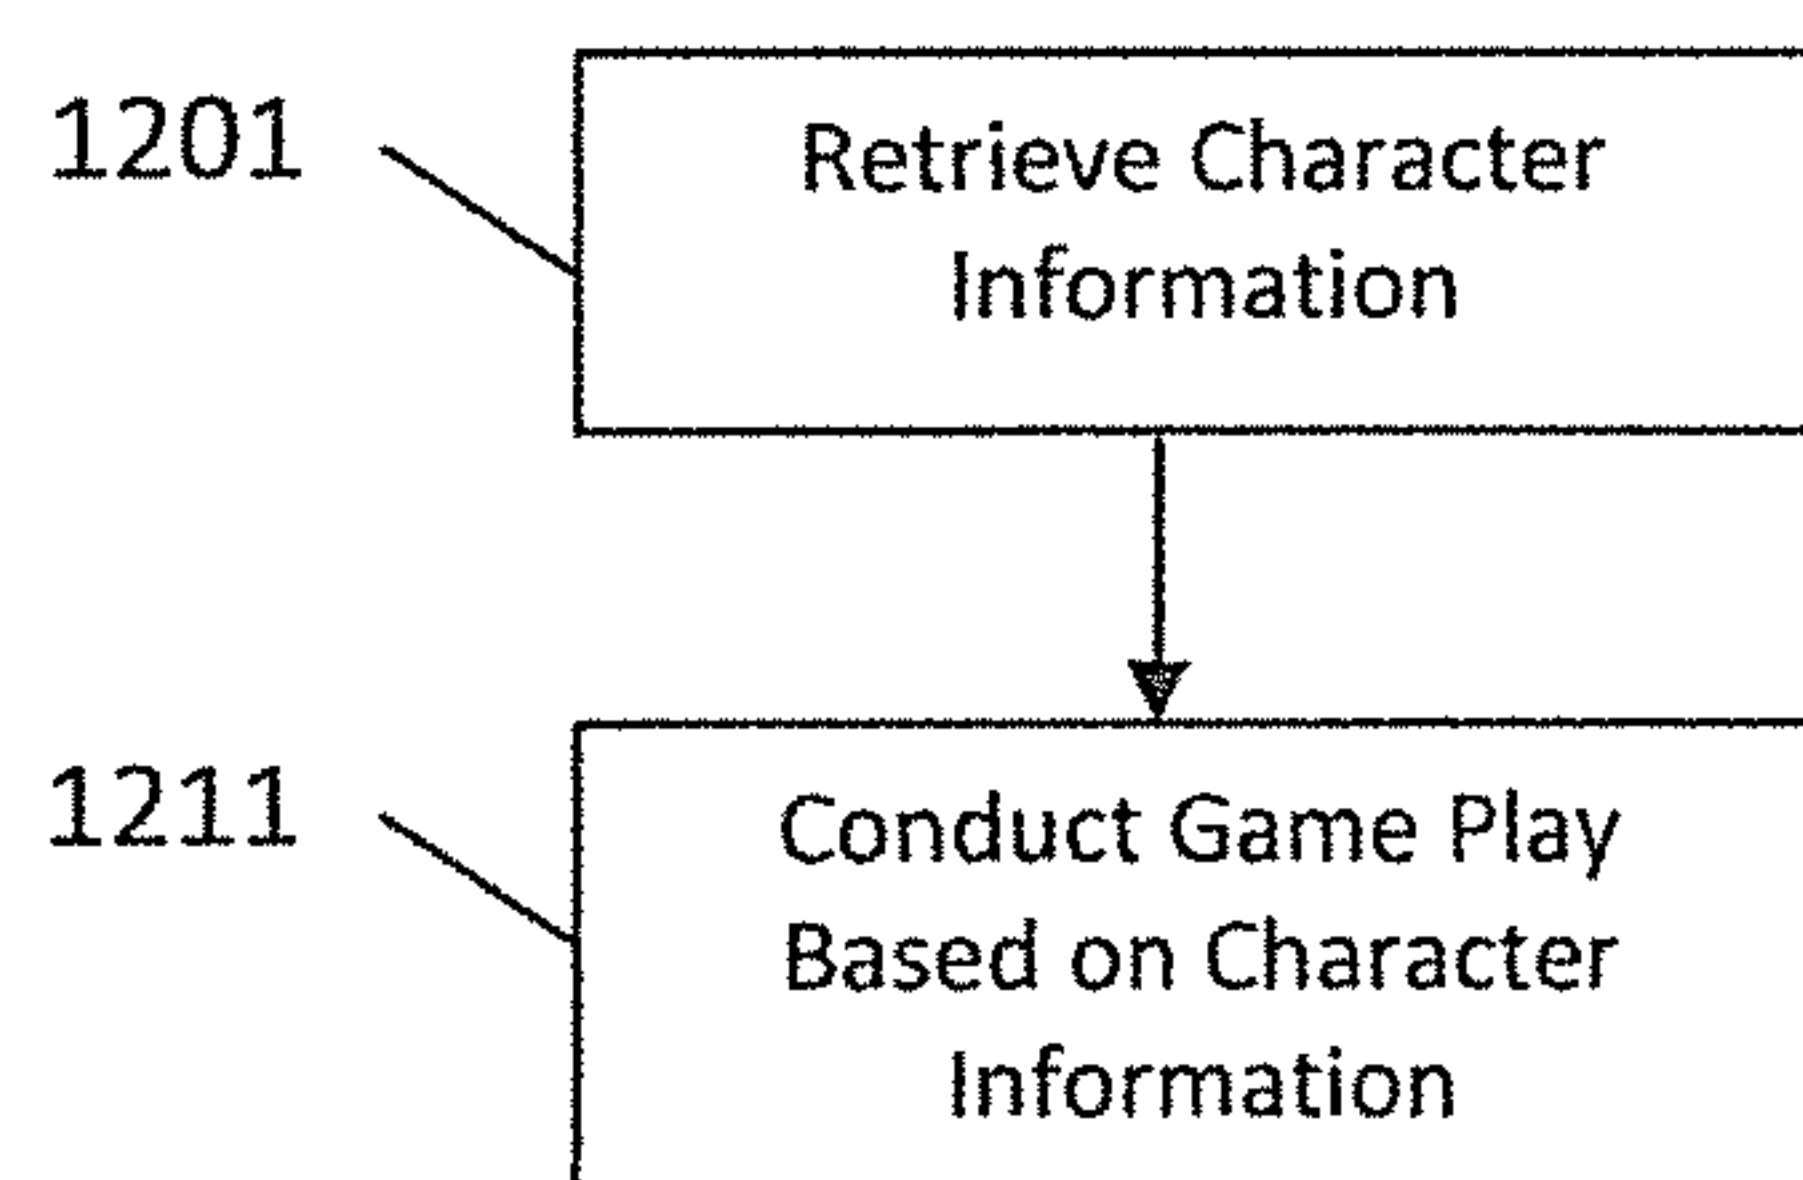 1201
Retrieve Character
Information
1211
Conduct Game Play
Based on Character
Information